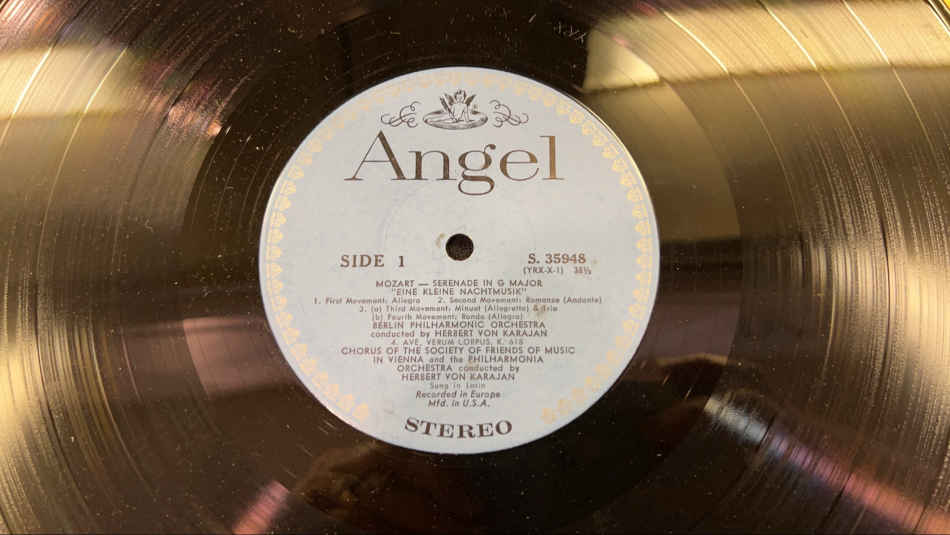 Angel
SIDE 1
S. 35948
(YRX-X-1) 33⅓
MOZART — SERENADE IN G MAJOR
"EINE KLEINE NACHTMUSIK"
1. First Movement: Allegro 2. Second Movement: Romanze (Andante)
3. (a) Third Movement: Minuet (Allegretto) & Trio
(b) Fourth Movement: Rondo (Allegro)
BERLIN PHILHARMONIC ORCHESTRA
conducted by HERBERT VON KARAJAN
4. AVE, VERUM CORPUS, K. 618
CHORUS OF THE SOCIETY OF FRIENDS OF MUSIC
IN VIENNA and the PHILHARMONIA
ORCHESTRA conducted by
HERBERT VON KARAJAN
Sung in Latin
Recorded in Europe
Mfd. in U.S.A.
STEREO